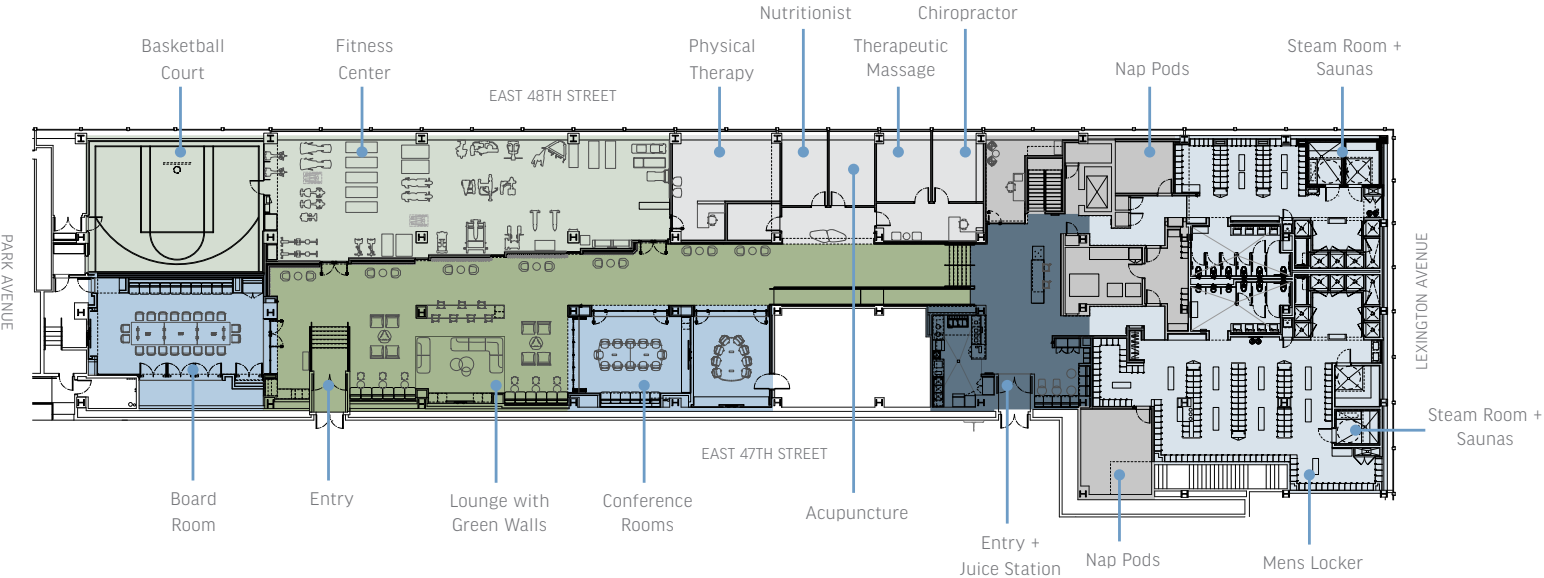 Nutritionist
Chiropractor
Basketball
Court
Fitness
Center
Physical
Therapy
Therapeutic
Massage
Nap Pods
Steam Room +
Saunas
EAST 48TH STREET
PARK AVENUE
LEXINGTON AVENUE
EAST 47TH STREET
Steam Room +
Saunas
Board
Room
Entry
Lounge with
Green Walls
Conference
Rooms
Acupuncture
Entry +
Juice Station
Nap Pods
Mens Locker